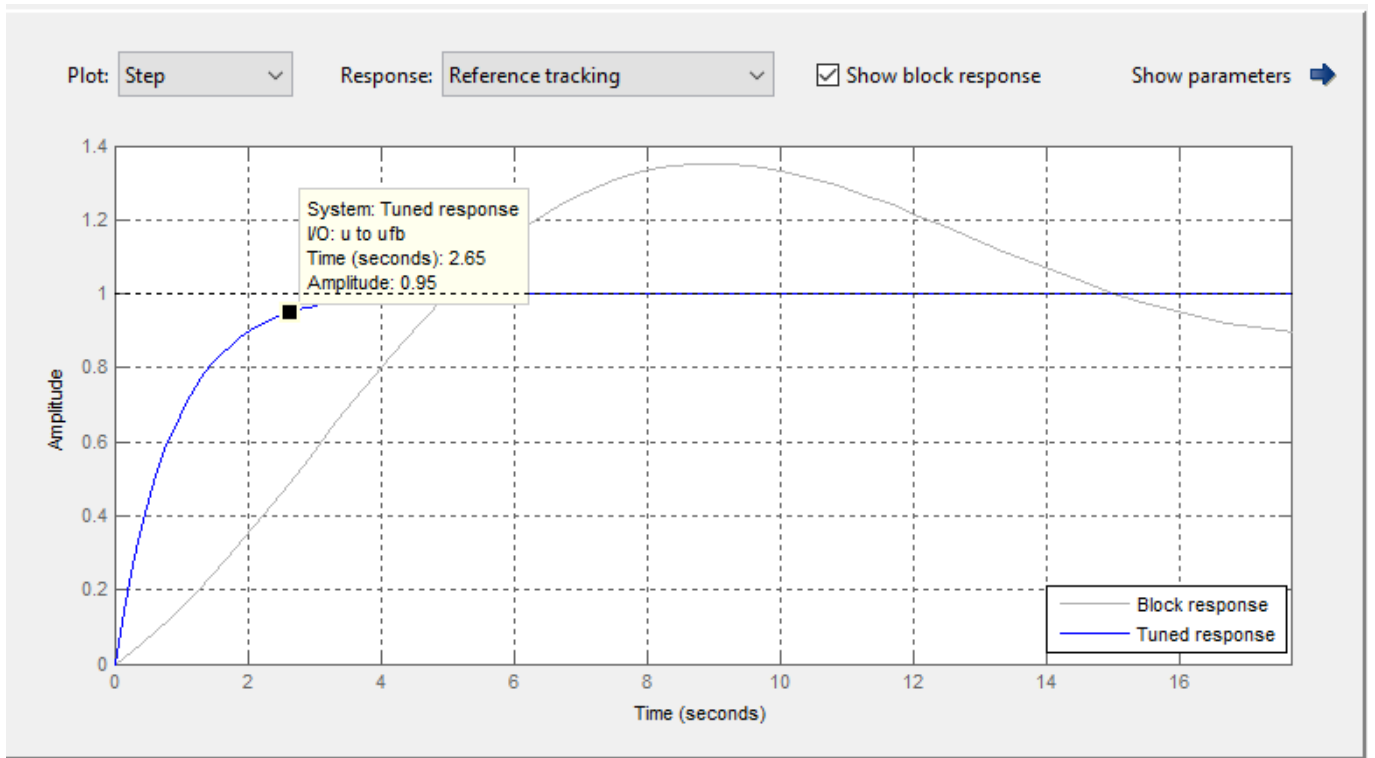 Plot: Step Response: Reference tracking Show block response Show parameters
1.4
1.2
1
0.8
0.6
0.4
0.2
0
Amplitude
System: Tuned response
I/O: u to ufb
Time (seconds): 2.65
Amplitude: 0.95
Block response
Tuned response
0 2 4 6 8 10 12 14 16
Time (seconds)